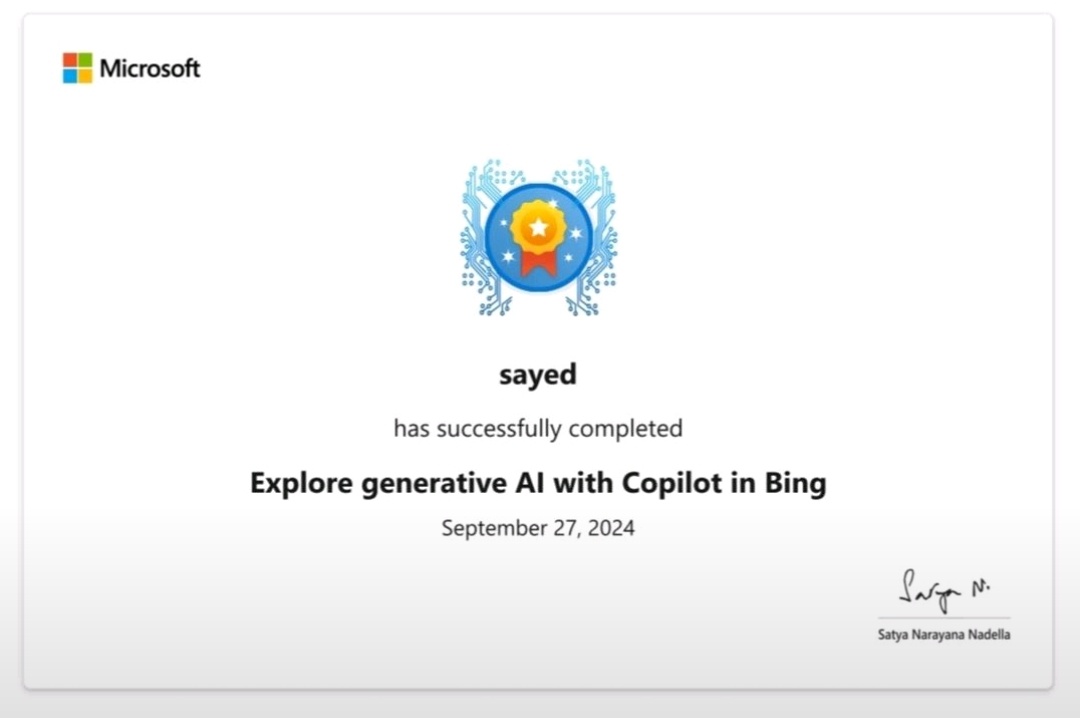 Microsoft
sayed
has successfully completed
Explore generative AI with Copilot in Bing
September 27, 2024
Satya N.
Satya Narayana Nadella